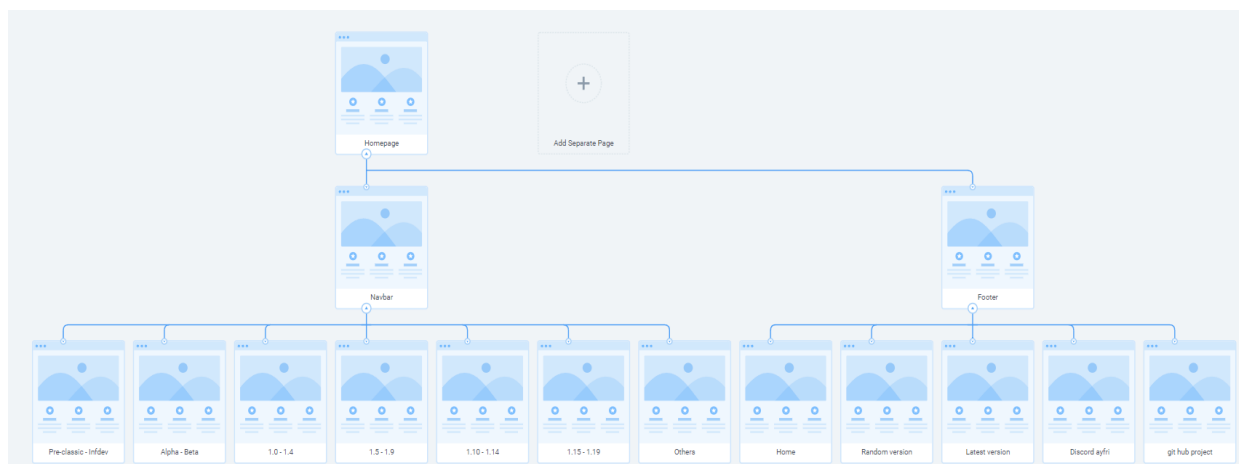 Homepage
Add Separate Page
Navbar
Footer
Pre-classic - Infdev
Alpha - Beta
1.0 - 1.4
1.5 - 1.9
1.10 - 1.14
1.15 - 1.19
Others
Home
Random version
Latest version
Discord ayfri
git hub project